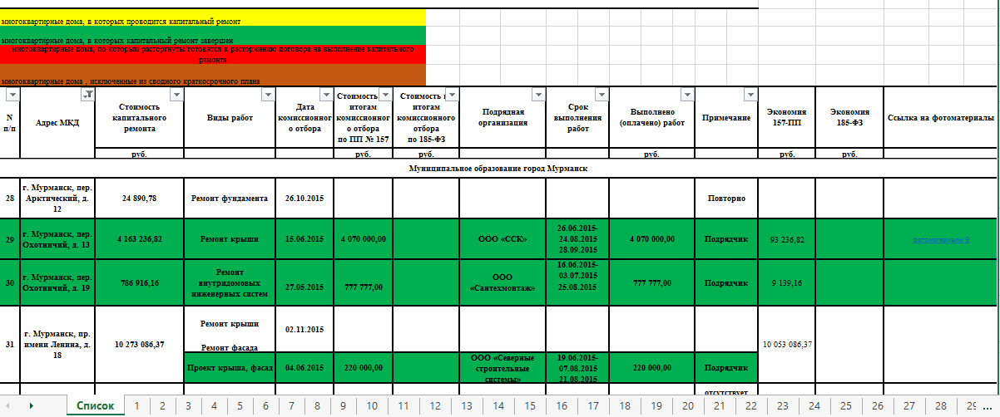 многоквартирные дома, в которых проводится капитальный ремонт
многоквартирные дома, в которых капитальный ремонт завершен
многоквартирные дома, по которым расторгнуты/готовятся к расторжению договора на выполнение капитального
ремонта
многоквартирные дома , исключенные из сводного краткосрочного плана
N п/п
Адрес МКД
Стоимость капитального ремонта
Виды работ
Дата комиссионног о отбора
Стоимость итогам комиссионног о отбора по ПП № 157
Стоимость итогам комиссионного отбора по 185-ФЗ
Подрядная организация
Срок выполнения работ
Выполнено (оплачено) работ
Примечание
Экономия 157-ПП
Экономия 185-ФЗ
Ссылка на фотоматериалы
руб. руб. руб. руб. руб. руб.
Муниципальное образование город Мурманск
28
г. Мурманск, пер. Арктический, д. 12
24 890,78
Ремонт фундамента
26.10.2015
Повторно
29
г. Мурманск, пер. Охотничий, д. 13
4 163 236,82
Ремонт крыши
15.06.2015
4 070 000,00
ООО «ССК»
26.06.2015-
24.08.2015
28.09.2015
4 070 000,00
Подрядчик
93 236,82
30
г. Мурманск, пер. Охотничий, д. 19
786 916,16
Ремонт внутридомовых инженерных систем
27.05.2015
777 777,00
ООО «Сантехмонтаж»
16.06.2015-
03.07.2015
25.08.2015
777 777,00
Подрядчик
9 139,16
31
г. Мурманск, пр. имени Ленина, д. 18
10 273 086,37
Ремонт крыши
Ремонт фасада
02.11.2015
10 053 086,37
Проект крыша, фасад
04.06.2015
220 000,00
ООО «Северные строительные системы»
19.06.2015-
07.08.2015
21.08.2015
220 000,00
Подрядчик
отсутствует
Список 1 2 3 4 5 6 7 8 9 10 11 12 13 14 15 16 17 18 19 20 21 22 23 24 25 26 27 28 29 ...